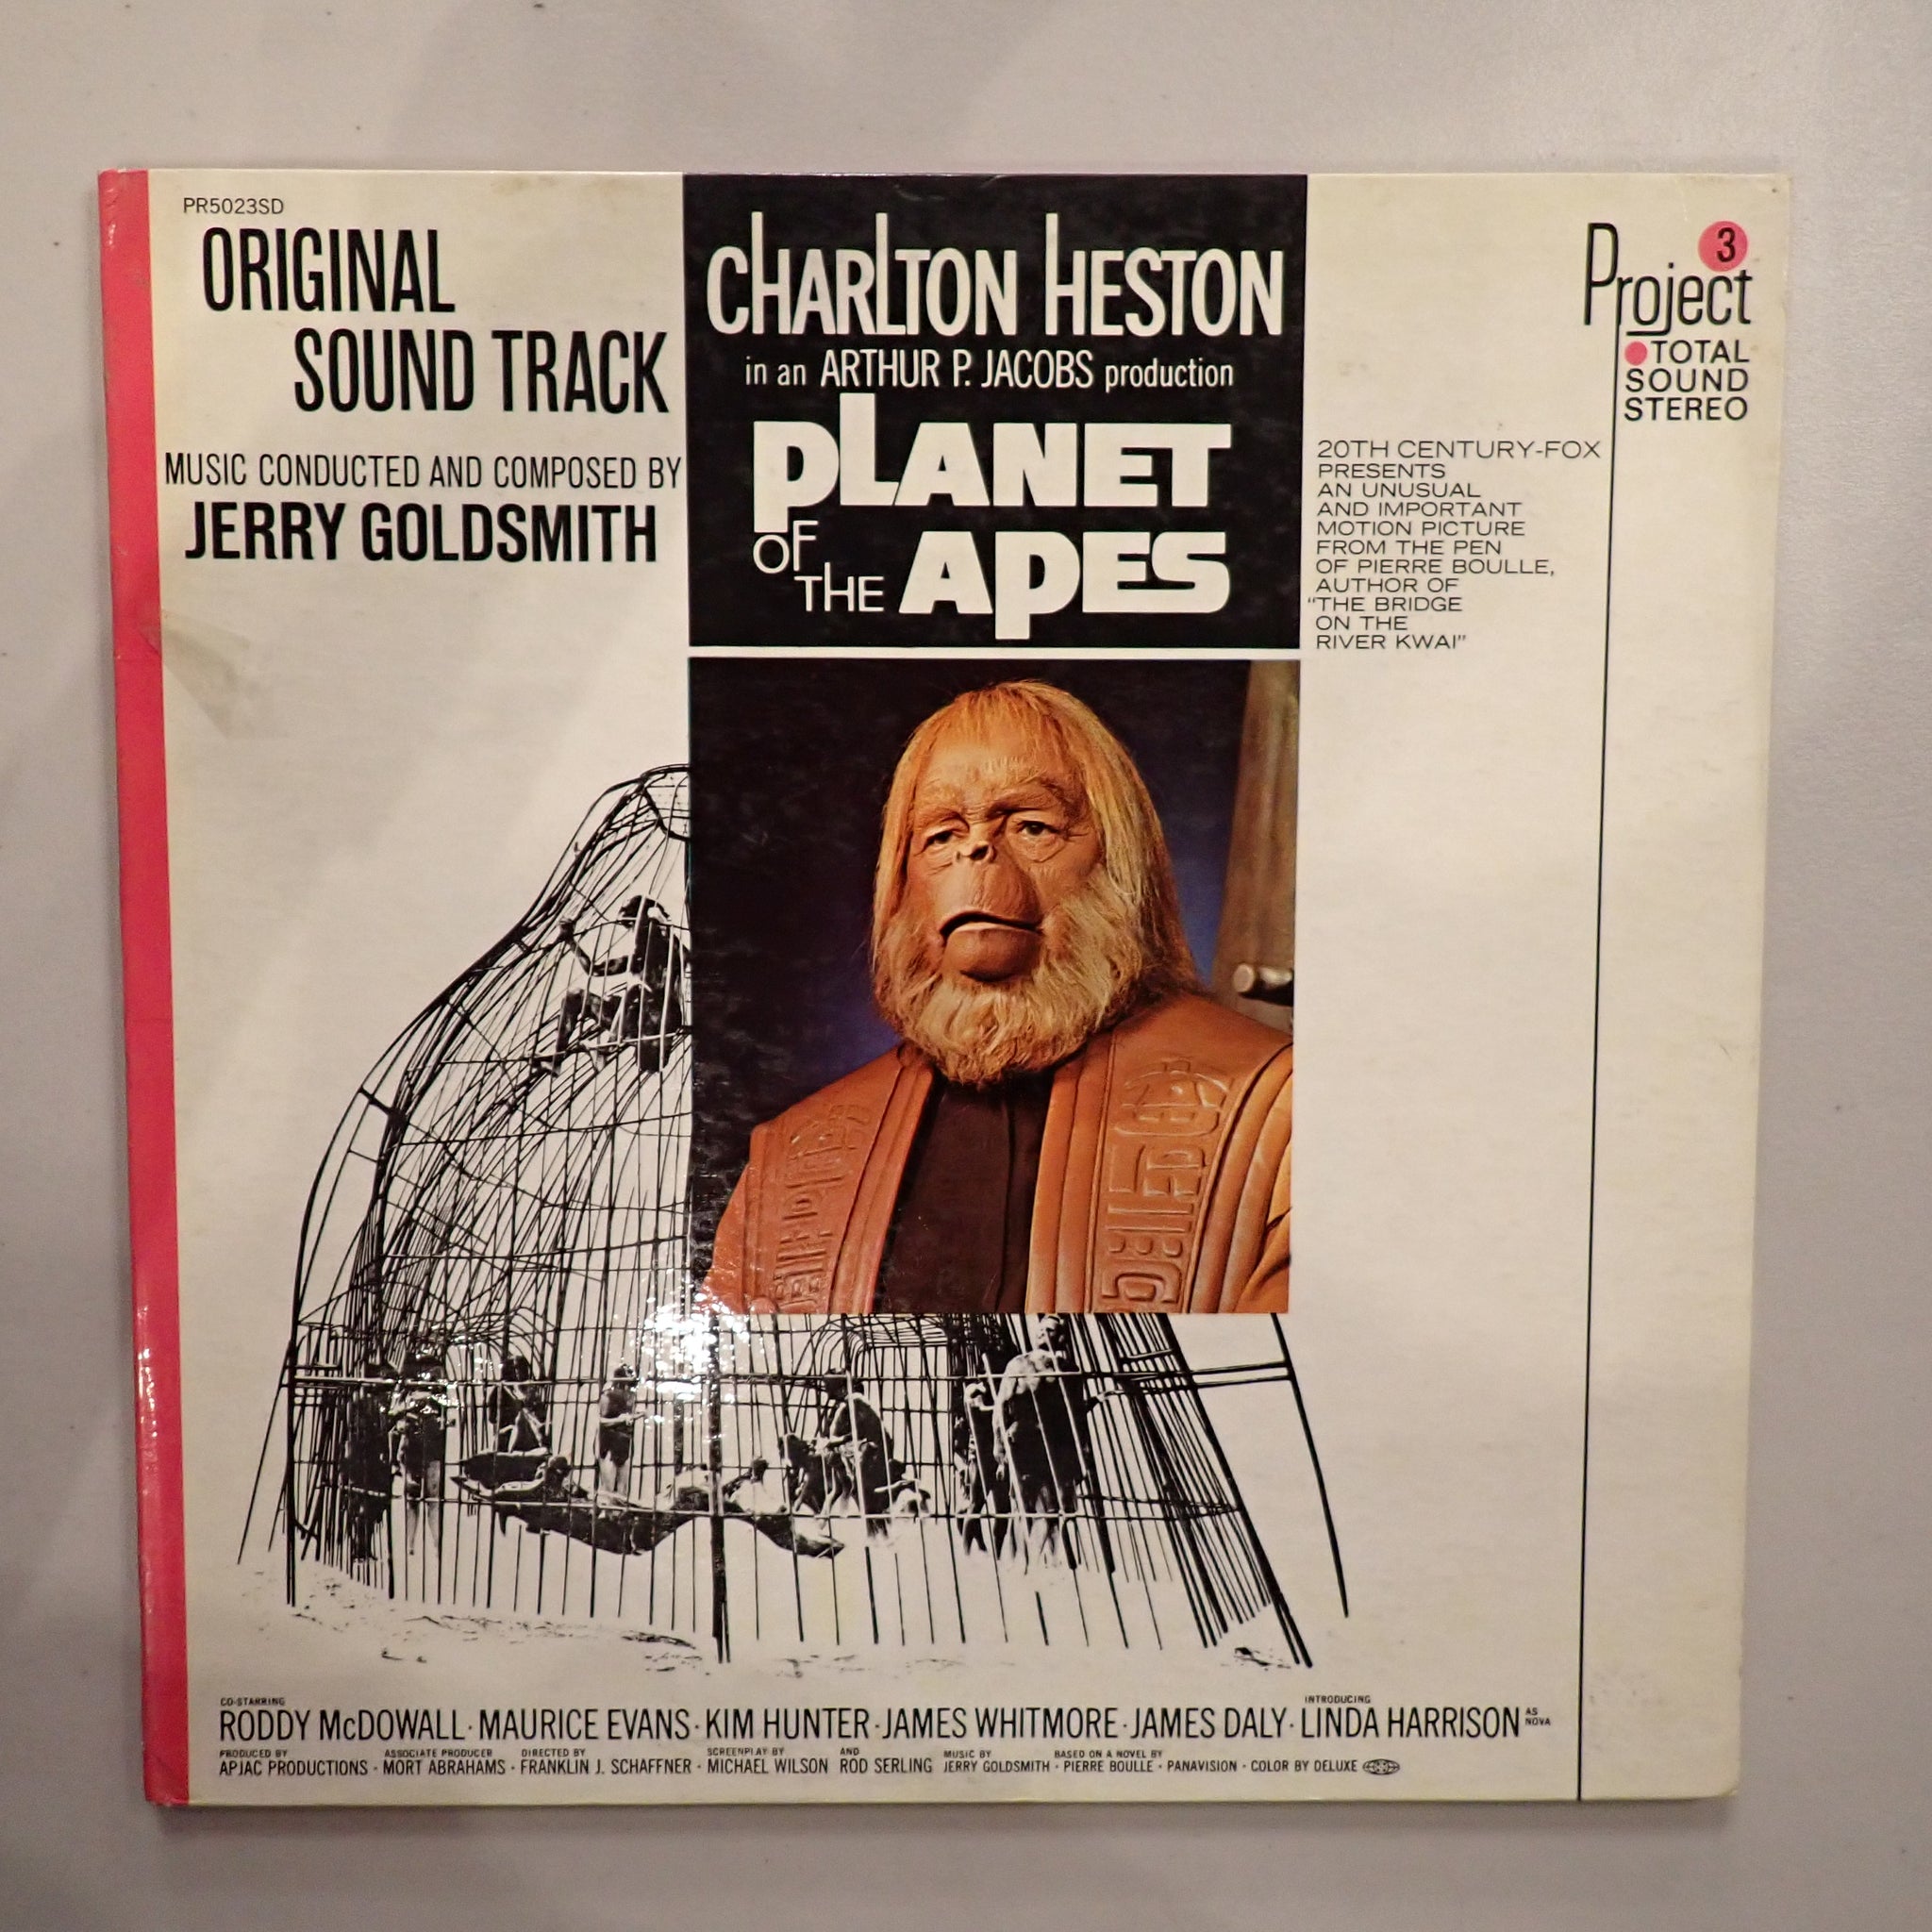 PR5023SD
ORIGINAL
SOUND TRACK
MUSIC CONDUCTED AND COMPOSED BY
JERRY GOLDSMITH
CHARLTON HESTON
in an ARTHUR P. JACOBS production
PLANET
OF
THE APES
Project 3
TOTAL
SOUND
STEREO
20TH CENTURY-FOX
PRESENTS
AN UNUSUAL
AND IMPORTANT
MOTION PICTURE
FROM THE PEN
OF PIERRE BOULLE,
AUTHOR OF
"THE BRIDGE
ON THE
RIVER KWAI"
CO-STARRING
INTRODUCING
RODDY McDOWALL · MAURICE EVANS · KIM HUNTER · JAMES WHITMORE · JAMES DALY · LINDA HARRISON AS NOVA
PRODUCED BY ASSOCIATE PRODUCER DIRECTED BY SCREENPLAY BY AND MUSIC BY BASED ON A NOVEL BY
APJAC PRODUCTIONS · MORT ABRAHAMS · FRANKLIN J. SCHAFFNER · MICHAEL WILSON ROD SERLING JERRY GOLDSMITH · PIERRE BOULLE · PANAVISION · COLOR BY DELUXE